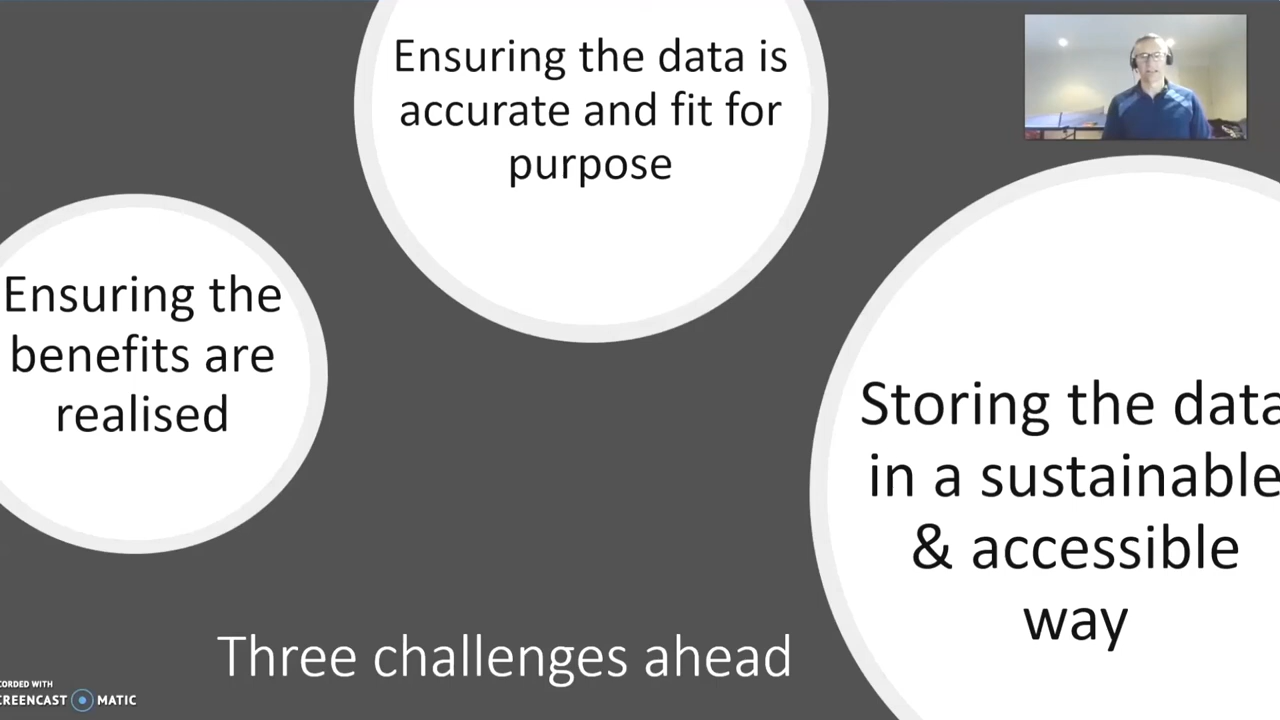 Ensuring the data is
accurate and fit for
purpose
Ensuring the
benefits are
realised
Storing the data
in a sustainable
& accessible
way
Three challenges ahead
CORDED WITH
CREENCAST MATIC